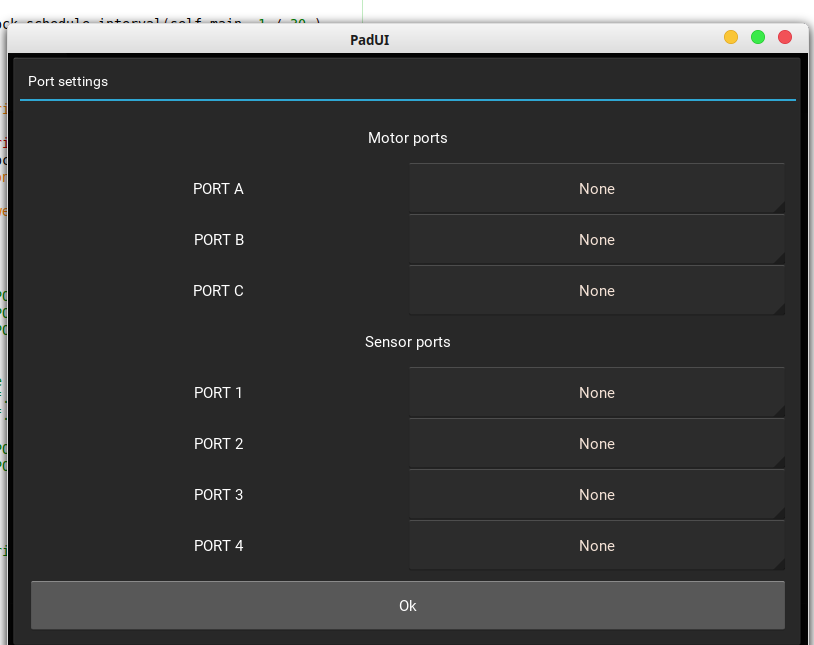 ock.schedule_interval(self.main, 1 / 30.)
PadUI
Port settings
Motor ports
PORT A None
PORT B None
PORT C None
Sensor ports
PORT 1 None
PORT 2 None
PORT 3 None
PORT 4 None
Ok